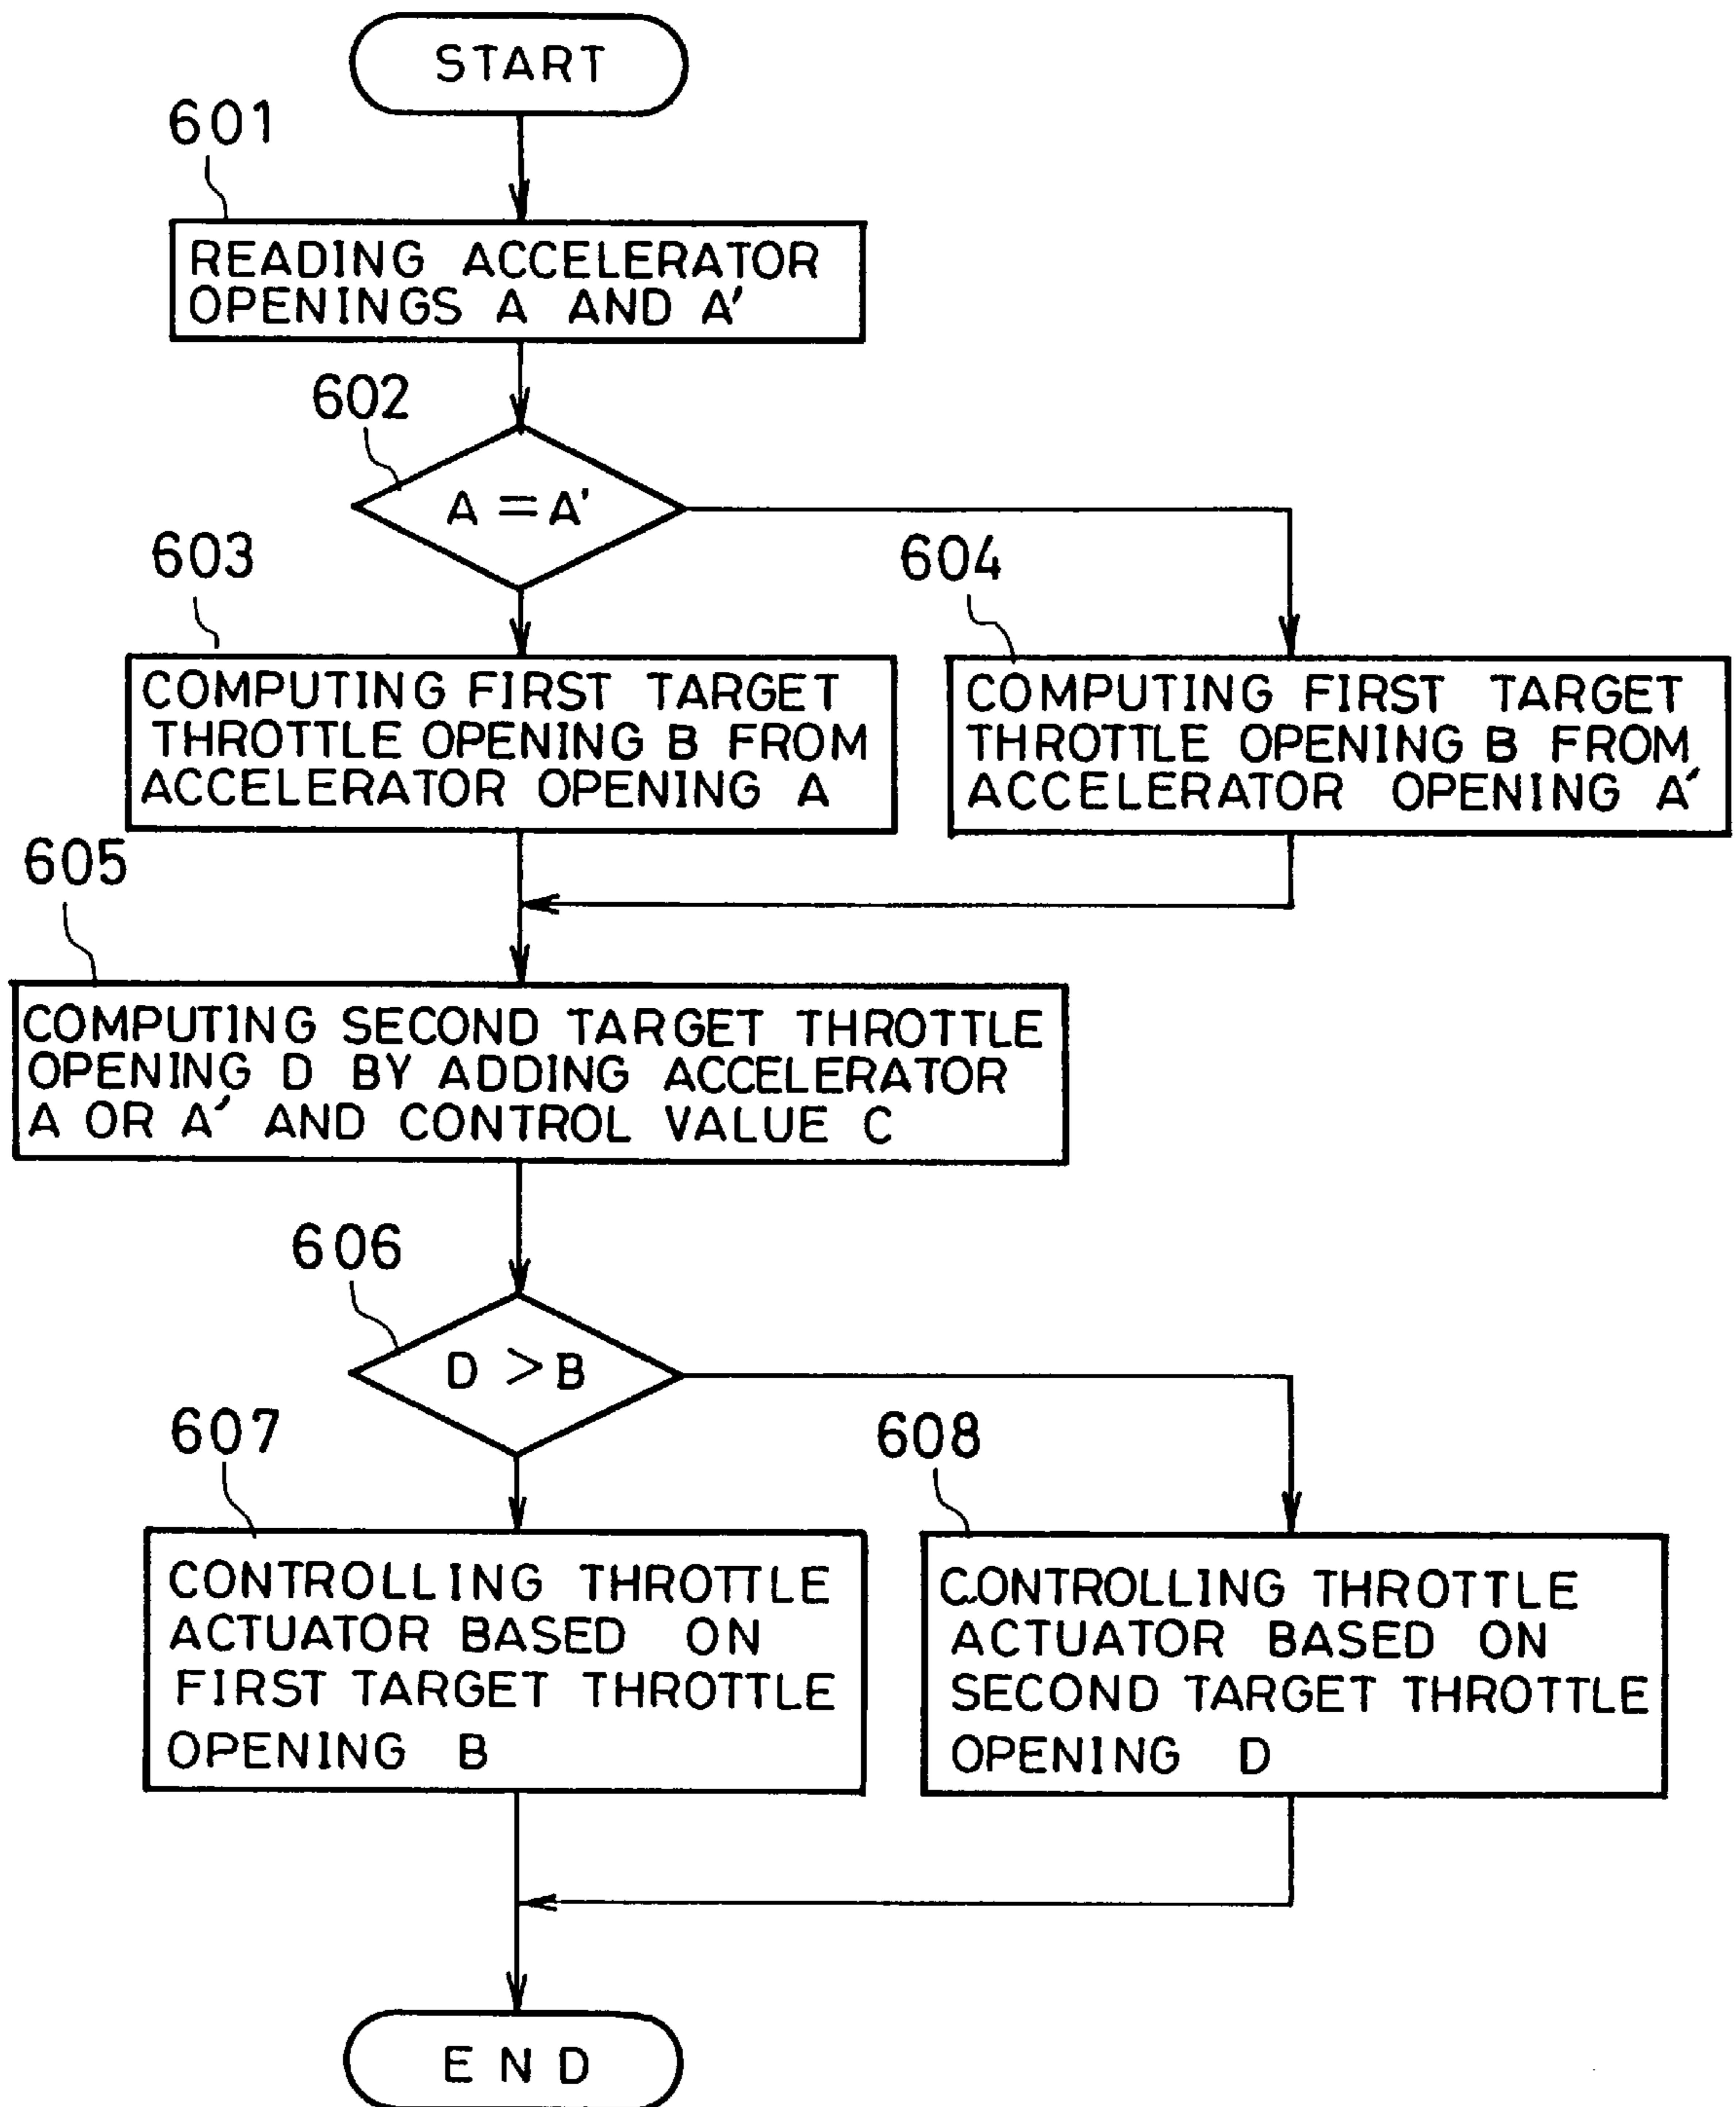 START
601
READING ACCELERATOR
OPENINGS A AND A'
602
A = A'
603
COMPUTING FIRST TARGET
THROTTLE OPENING B FROM
ACCELERATOR OPENING A
604
COMPUTING FIRST TARGET
THROTTLE OPENING B FROM
ACCELERATOR OPENING A'
605
COMPUTING SECOND TARGET THROTTLE
OPENING D BY ADDING ACCELERATOR
A OR A' AND CONTROL VALUE C
606
D > B
607
CONTROLLING THROTTLE
ACTUATOR BASED ON
FIRST TARGET THROTTLE
OPENING B
608
CONTROLLING THROTTLE
ACTUATOR BASED ON
SECOND TARGET THROTTLE
OPENING D
END